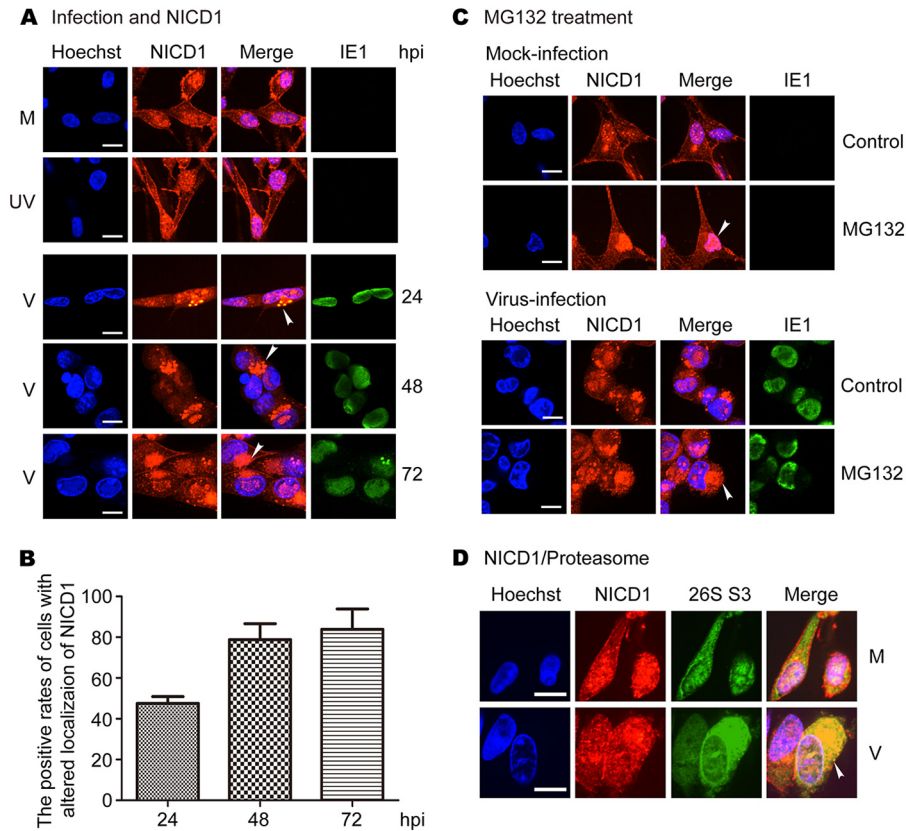 A Infection and NICD1
Hoechst NICD1 Merge IE1 hpi
M
UV
V 24
V 48
V 72
B
The positive rates of cells with
altered localizaion of NICD1
100
80
60
40
20
0
24 48 72 hpi
C MG132 treatment
Mock-infection
Hoechst NICD1 Merge IE1
Control
MG132
Virus-infection
Hoechst NICD1 Merge IE1
Control
MG132
D NICD1/Proteasome
Hoechst NICD1 26S S3 Merge
M
V